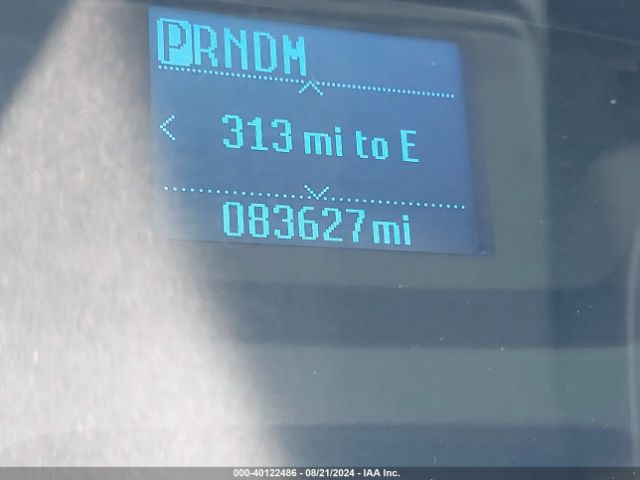 PRNDM
313 mi to E
083627 mi
000-40122486 - 08/21/2024 - IAA Inc.